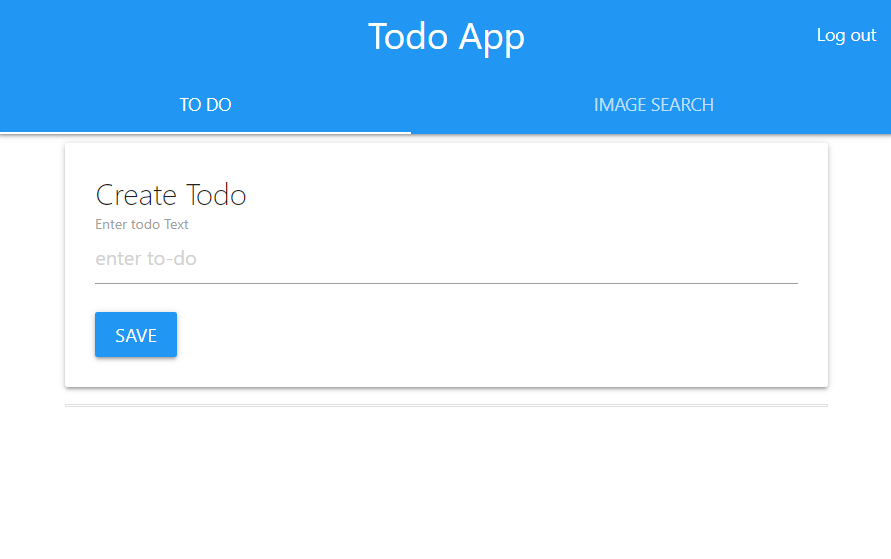 Todo App
Log out
TO DO
IMAGE SEARCH
Create Todo
Enter todo Text
enter to-do
SAVE